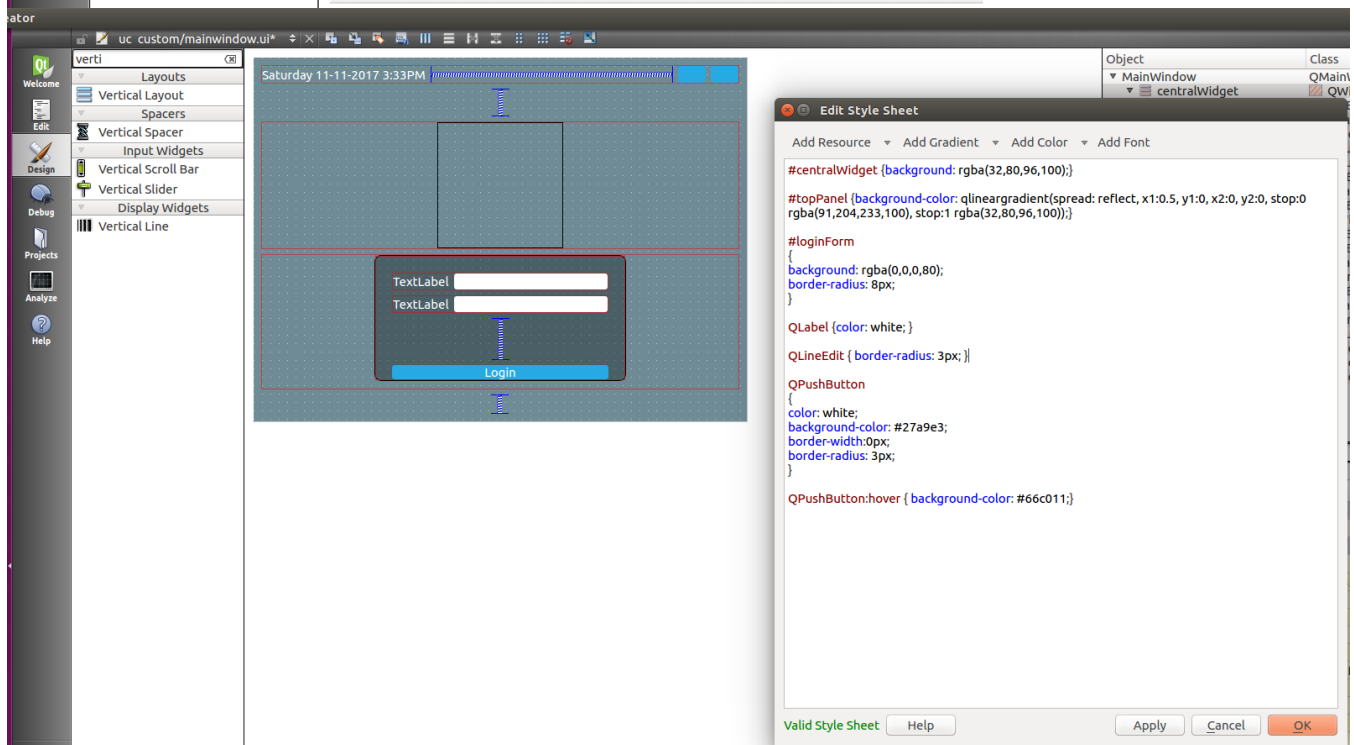 eator
uc_custom/mainwindow.ui*
Welcome
Edit
Design
Debug
Projects
Analyze
Help
verti
Layouts
Vertical Layout
Spacers
Vertical Spacer
Input Widgets
Vertical Scroll Bar
Vertical Slider
Display Widgets
Vertical Line
Saturday 11-11-2017 3:33PM
TextLabel
TextLabel
Login
Object Class
MainWindow QMainW
centralWidget QWi
Edit Style Sheet
Add Resource Add Gradient Add Color Add Font
#centralWidget {background: rgba(32,80,96,100);}
#topPanel {background-color: qlineargradient(spread: reflect, x1:0.5, y1:0, x2:0, y2:0, stop:0
rgba(91,204,233,100), stop:1 rgba(32,80,96,100));}
#loginForm
{
background: rgba(0,0,0,80);
border-radius: 8px;
}
QLabel {color: white; }
QLineEdit { border-radius: 3px; }
QPushButton
{
color: white;
background-color: #27a9e3;
border-width:0px;
border-radius: 3px;
}
QPushButton:hover { background-color: #66c011;}
Valid Style Sheet Help Apply Cancel OK